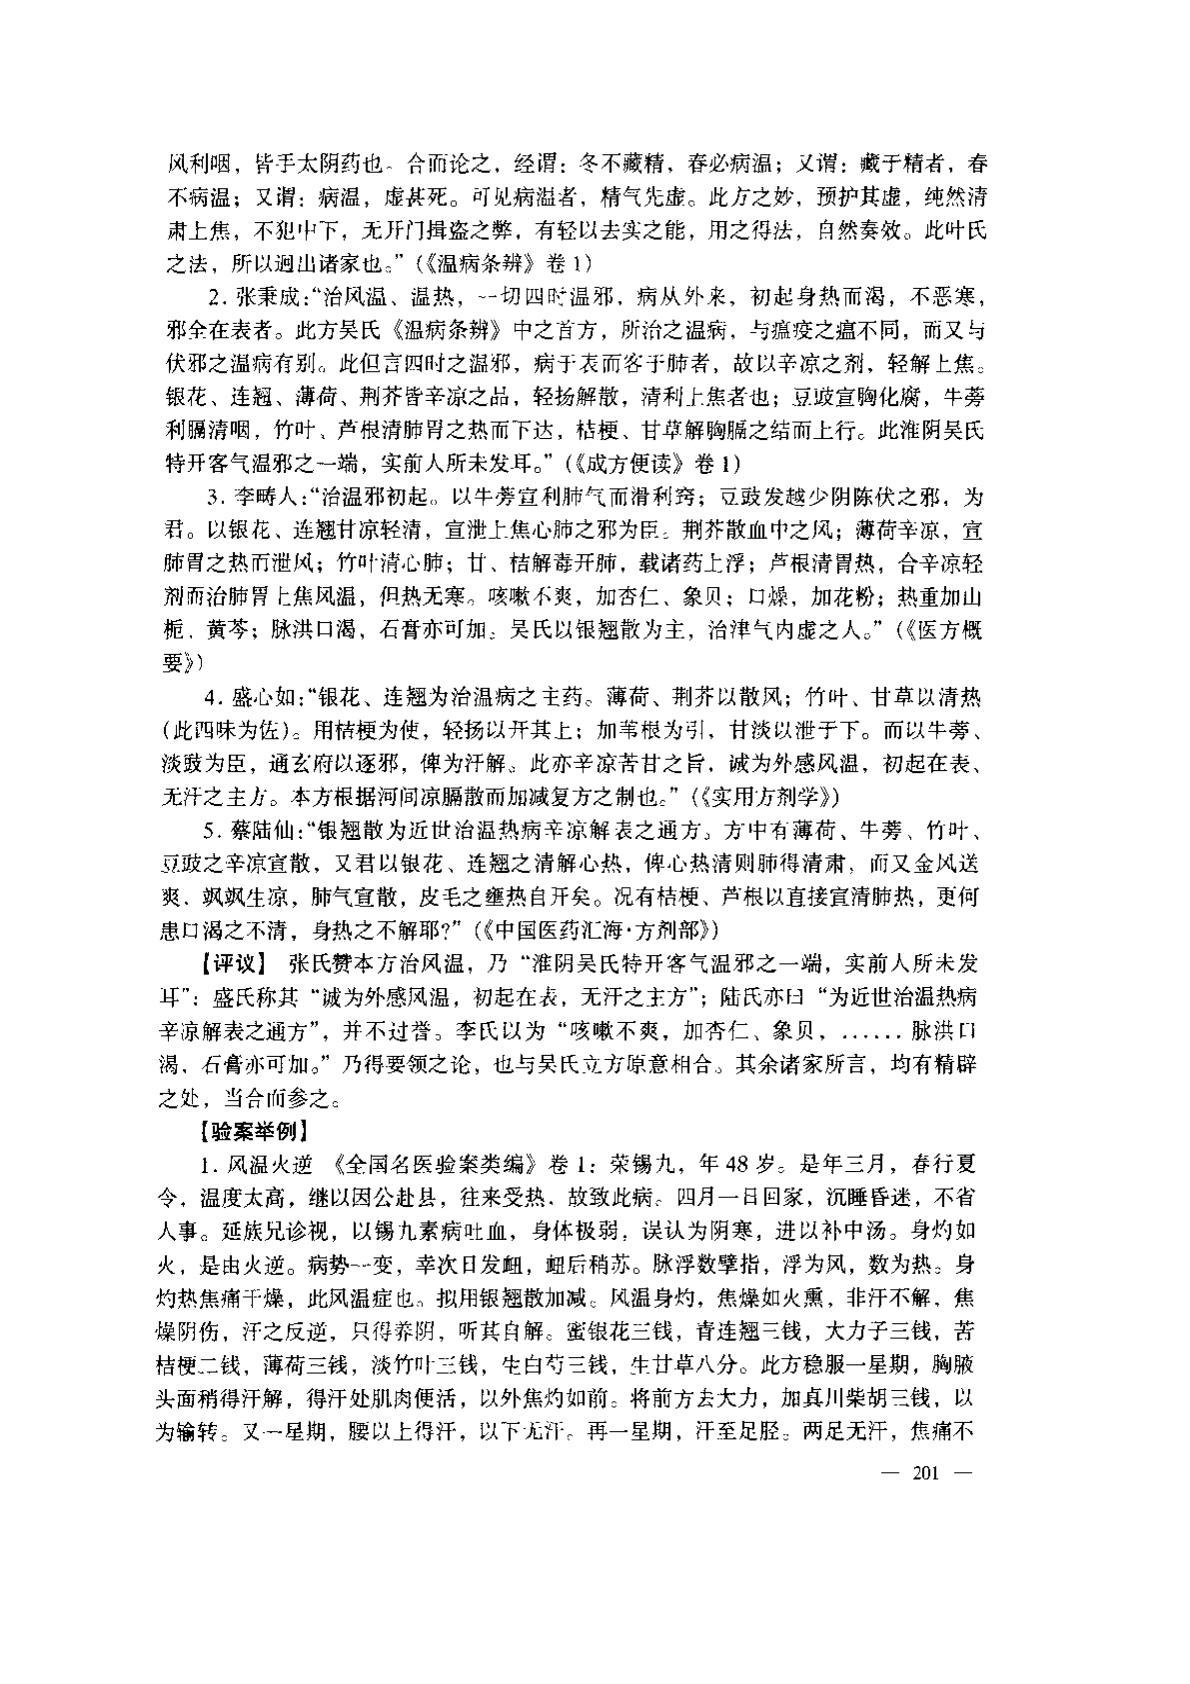 风利咽，皆手太阴药也。合而论之，经谓：冬不藏精，春必病温；又谓：藏于精者，春
不病温；又谓：病温，虚甚死。可见病温者，精气先虚。此方之妙，预护其虚，纯然清
肃上焦，不犯中下，无开门揖盗之弊，有轻以去实之能，用之得法，自然奏效。此叶氏
之法，所以迥出诸家也。”（《温病条辨》卷 1）
2. 张秉成：“治风温、温热，一切四时温邪，病从外来，初起身热而渴，不恶寒，
邪全在表者。此方吴氏《温病条辨》中之首方，所治之温病，与瘟疫之瘟不同，而又与
伏邪之温病有别。此但言四时之温邪，病于表而客于肺者，故以辛凉之剂，轻解上焦。
银花、连翘、薄荷、荆芥皆辛凉之品，轻扬解散，清利上焦者也；豆豉宣胸化腐，牛蒡
利膈清咽，竹叶、芦根清肺胃之热而下达，桔梗、甘草解胸膈之结而上行。此淮阴吴氏
特开客气温邪之一端，实前人所未发耳。”（《成方便读》卷 1）
3. 李畴人：“治温邪初起。以牛蒡宣利肺气而滑利窍；豆豉发越少阴陈伏之邪，为
君。以银花、连翘甘凉轻清，宣泄上焦心肺之邪为臣。荆芥散血中之风；薄荷辛凉，宣
肺胃之热而泄风；竹叶清心肺；甘、桔解毒开肺，载诸药上浮；芦根清胃热，合辛凉轻
剂而治肺胃上焦风温，但热无寒。咳嗽不爽，加杏仁、象贝；口燥，加花粉；热重加山
栀、黄芩；脉洪口渴，石膏亦可加。吴氏以银翘散为主，治津气内虚之人。”（《医方概
要》）
4. 盛心如：“银花、连翘为治温病之主药。薄荷、荆芥以散风；竹叶、甘草以清热
（此四味为佐）。用桔梗为使，轻扬以开其上；加苇根为引，甘淡以泄于下。而以牛蒡、
淡豉为臣，通玄府以逐邪，俾为汗解。此亦辛凉苦甘之旨，诚为外感风温，初起在表、
无汗之主方。本方根据河间凉膈散而加减复方之制也。”（《实用方剂学》）
5. 蔡陆仙：“银翘散为近世治温热病辛凉解表之通方。方中有薄荷、牛蒡、竹叶、
豆豉之辛凉宣散，又君以银花、连翘之清解心热，俾心热清则肺得清肃，而又金风送
爽、飒飒生凉，肺气宣散，皮毛之壅热自开矣。况有桔梗、芦根以直接宣清肺热，更何
患口渴之不清，身热之不解耶?”（《中国医药汇海·方剂部》）
【评议】 张氏赞本方治风温，乃“淮阴吴氏特开客气温邪之一端，实前人所未发
耳”；盛氏称其“诚为外感风温，初起在表，无汗之主方”；陆氏亦曰“为近世治温热病
辛凉解表之通方”，并不过誉。李氏以为“咳嗽不爽，加杏仁、象贝，……脉洪口
渴，石膏亦可加。”乃得要领之论，也与吴氏立方原意相合。其余诸家所言，均有精辟
之处，当合而参之。
【验案举例】
1. 风温火逆 《全国名医验案类编》卷 1：荣锡九，年 48 岁。是年三月，春行夏
令，温度太高，继以因公赴县，往来受热，故致此病。四月一日回家，沉睡昏迷，不省
人事。延族兄诊视，以锡九素病吐血，身体极弱，误认为阴寒，进以补中汤。身灼如
火，是由火逆。病势一变，幸次日发衄，衄后稍苏。脉浮数擘指，浮为风，数为热。身
灼热焦痛干燥，此风温症也。拟用银翘散加减。风温身灼，焦燥如火熏，非汗不解，焦
燥阴伤，汗之反逆，只得养阴，听其自解。蜜银花三钱，青连翘三钱，大力子三钱，苦
桔梗二钱，薄荷三钱，淡竹叶三钱，生白芍三钱，生甘草八分。此方稳服一星期，胸腋
头面稍得汗解，得汗处肌肉便活，以外焦灼如前。将前方去大力，加真川柴胡三钱，以
为输转。又一星期，腰以上得汗，以下无汗。再一星期，汗至足胫。两足无汗，焦痛不
— 201 —